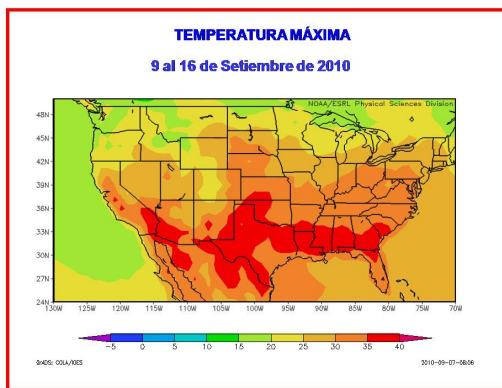 TEMPERATURA MÁXIMA
9 al 16 de Setiembre de 2010
NOAA/ESRL Physical Sciences Division
48N
45N
42N
39N
36N
33N
30N
27N
24N
130W 125W 120W 115W 110W 105W 100W 95W 90W 85W 80W 75W 70W
-5 0 5 10 15 20 25 30 35 40
GrADS: COLA/IGES 2010-09-07-08:06